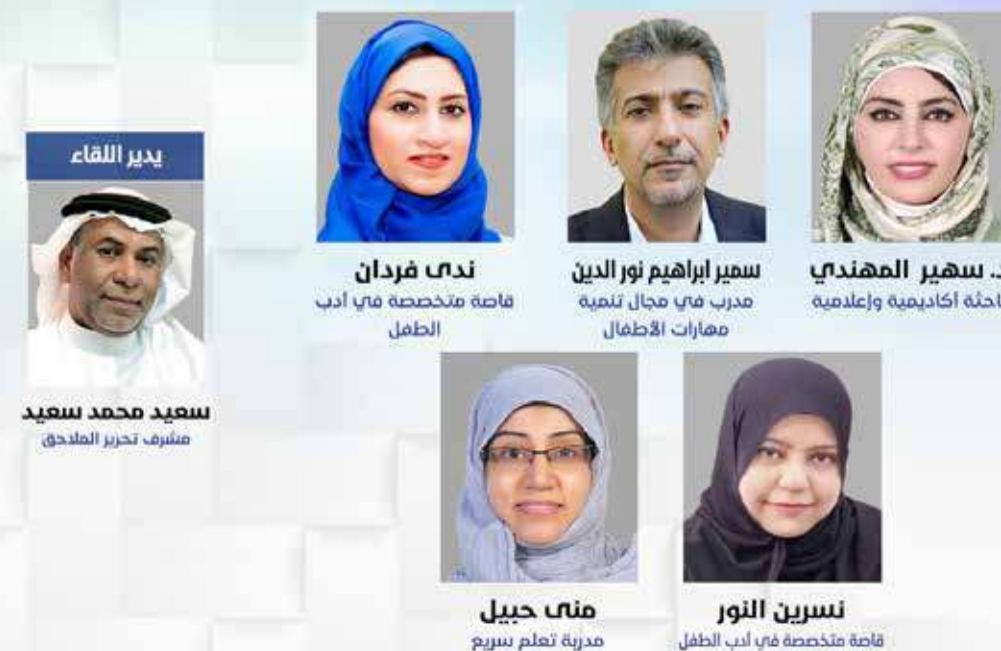 د. سهير المهندي
باحثة أكاديمية وإعلامية
سمير ابراهيم نور الدين
مدرب في مجال تنمية
مهارات الأطفال
ندى فردان
قاصة متخصصة في أدب
الطفل
يدير اللقاء
سعيد محمد سعيد
مشرف تحرير الملاحق
نسرين النور
قاصة متخصصة في أدب الطفل
منى حبيل
مدربة تعلم سريع